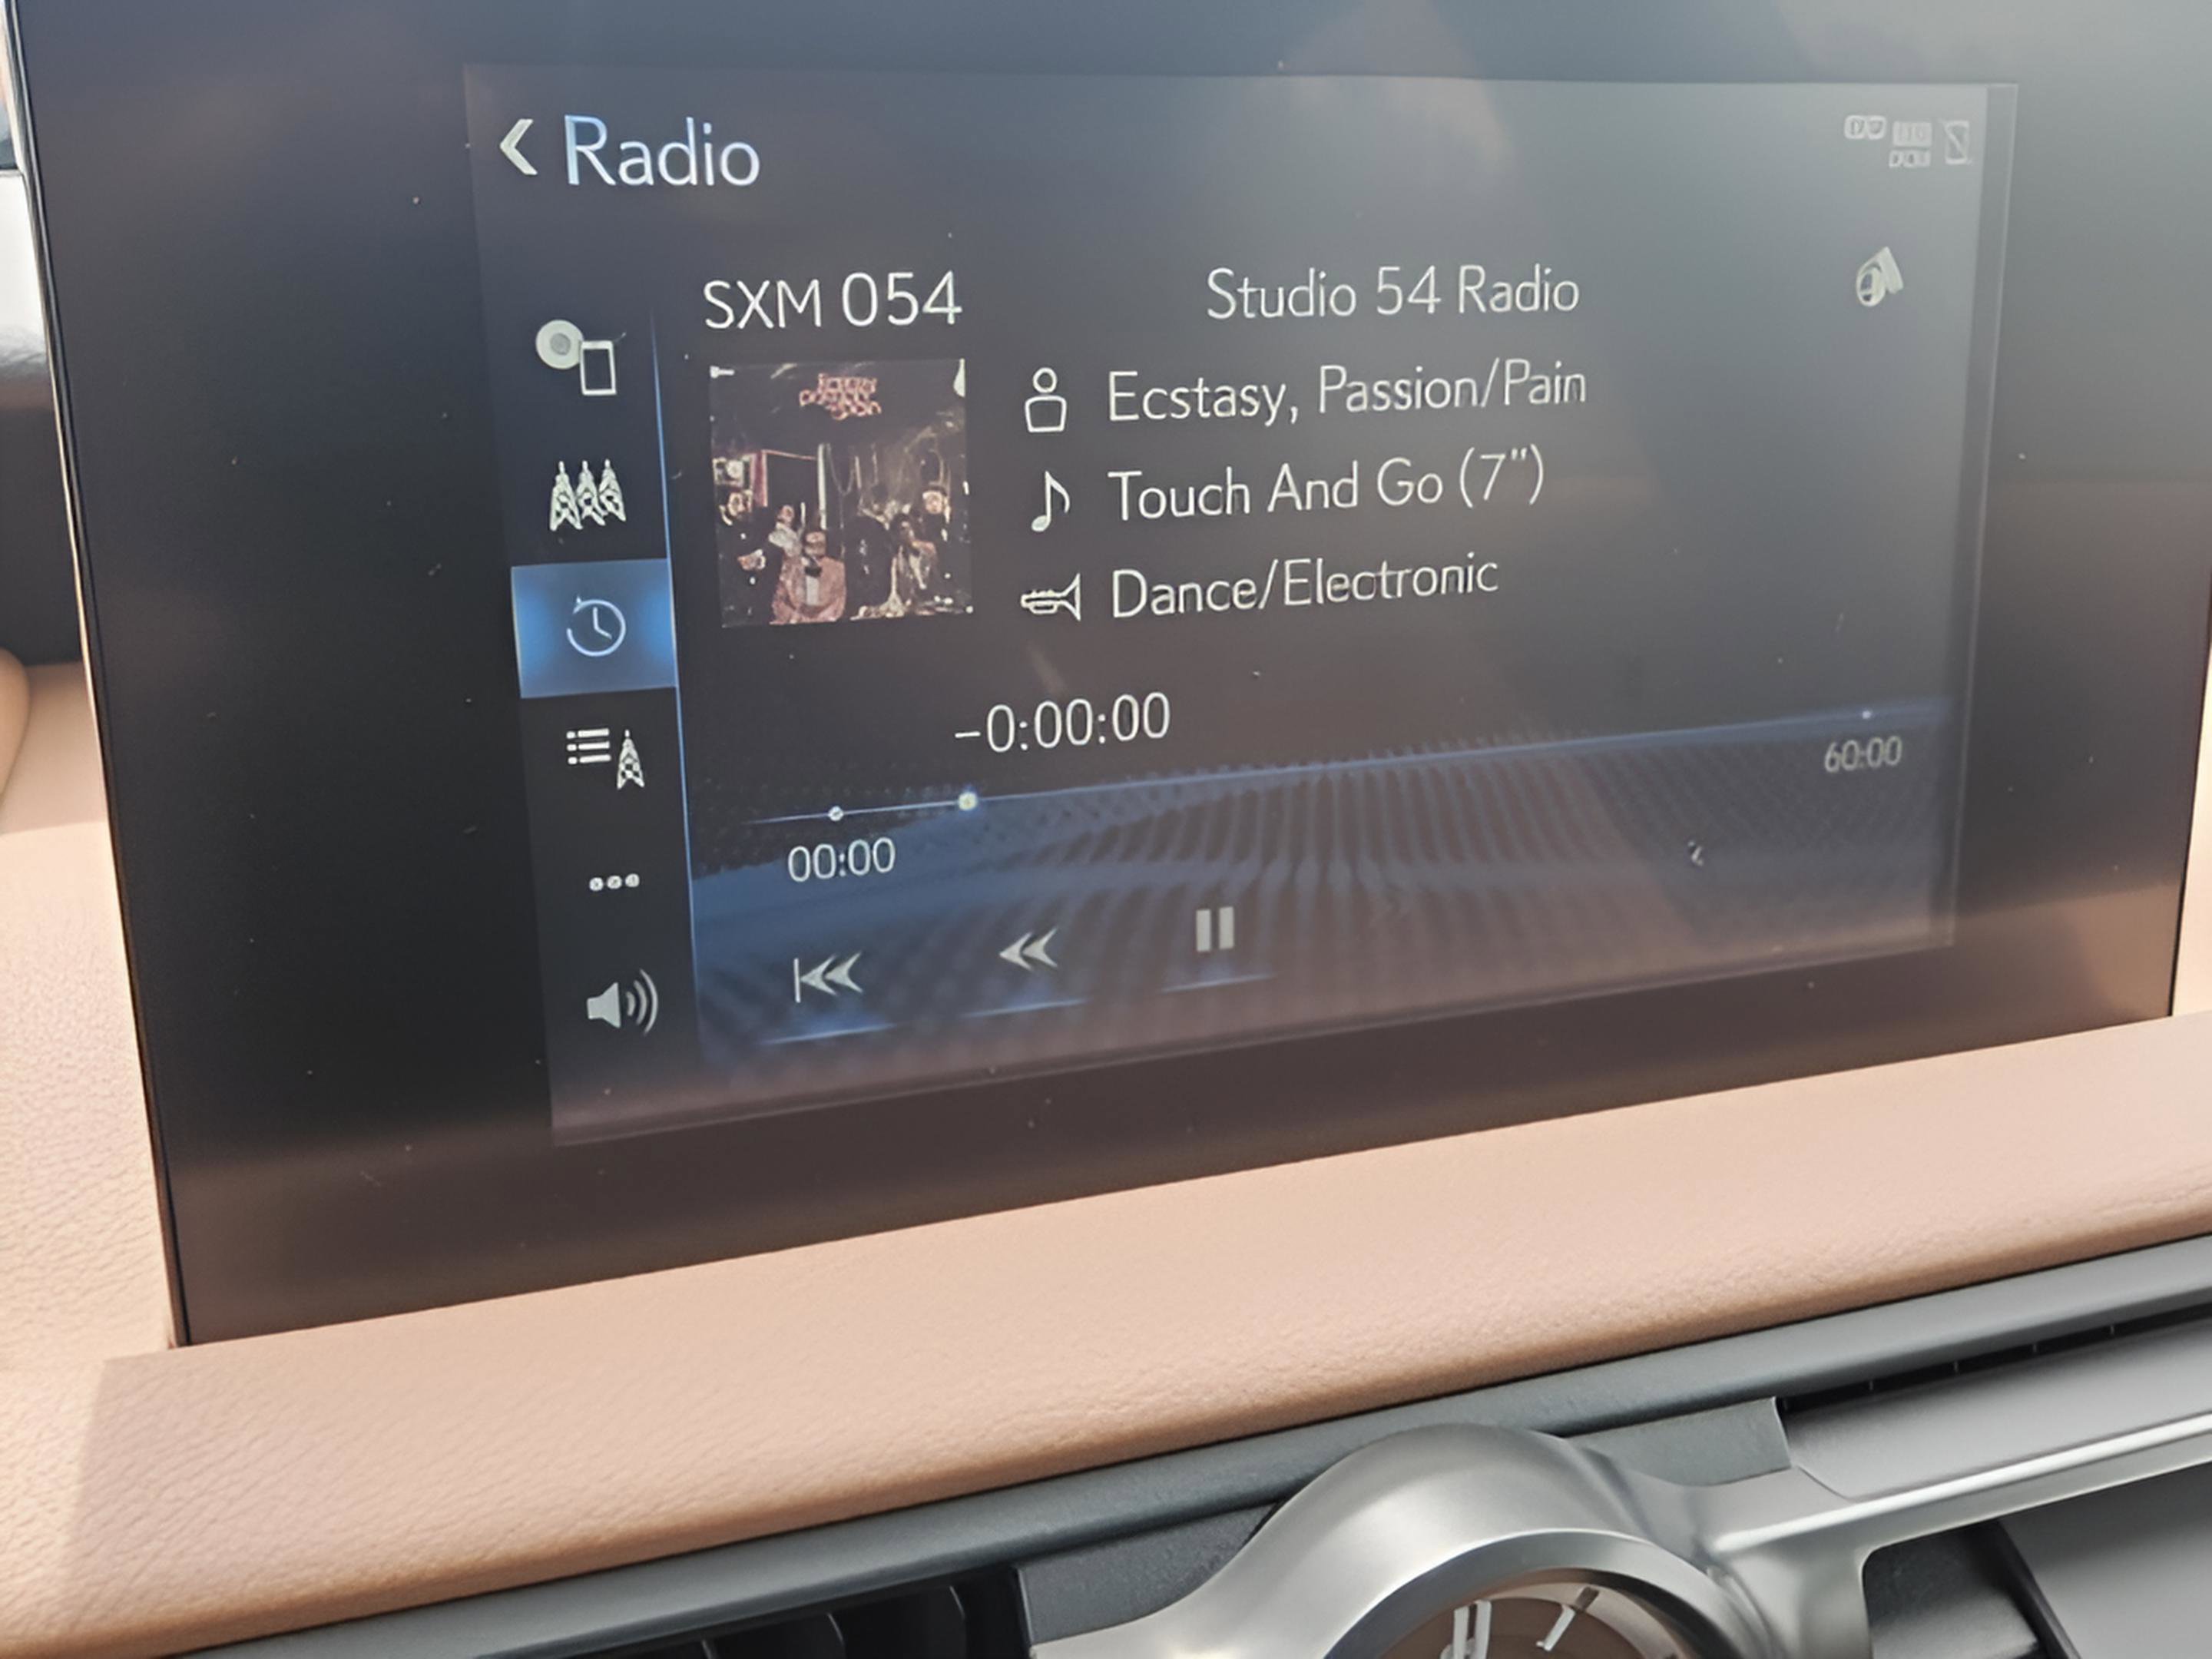 Radio
SXM 054
Studio 54 Radio
Ecstasy, Passion/Pain
Touch And Go (7")
Dance/Electronic
-0:00:00
00:00
60:00